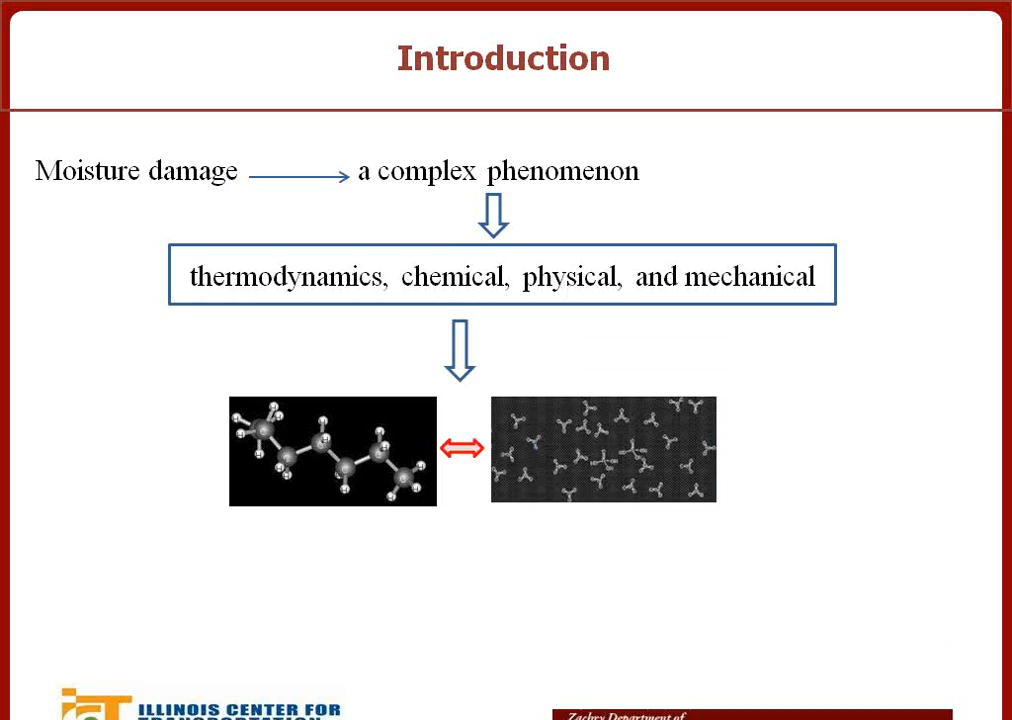 Introduction
Moisture damage a complex phenomenon
thermodynamics, chemical, physical, and mechanical
ILLINOIS CENTER FOR
TRANSPORTATION
Zachry Department of